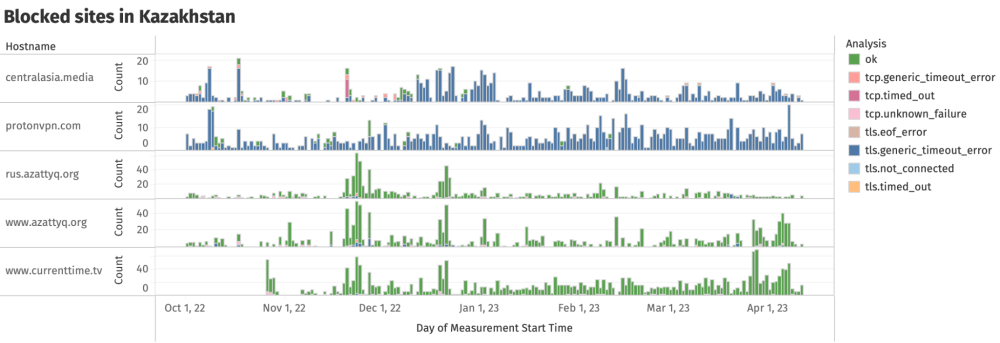 Blocked sites in Kazakhstan
Hostname
centralasia.media
Count
20
10
0
protonvpn.com
Count
20
10
0
rus.azattyq.org
Count
40
20
www.azattyq.org
Count
40
20
www.currenttime.tv
Count
40
0
Oct 1, 22 Nov 1, 22 Dec 1, 22 Jan 1, 23 Feb 1, 23 Mar 1, 23 Apr 1, 23
Day of Measurement Start Time
Analysis
ok
tcp.generic_timeout_error
tcp.timed_out
tcp.unknown_failure
tls.eof_error
tls.generic_timeout_error
tls.not_connected
tls.timed_out